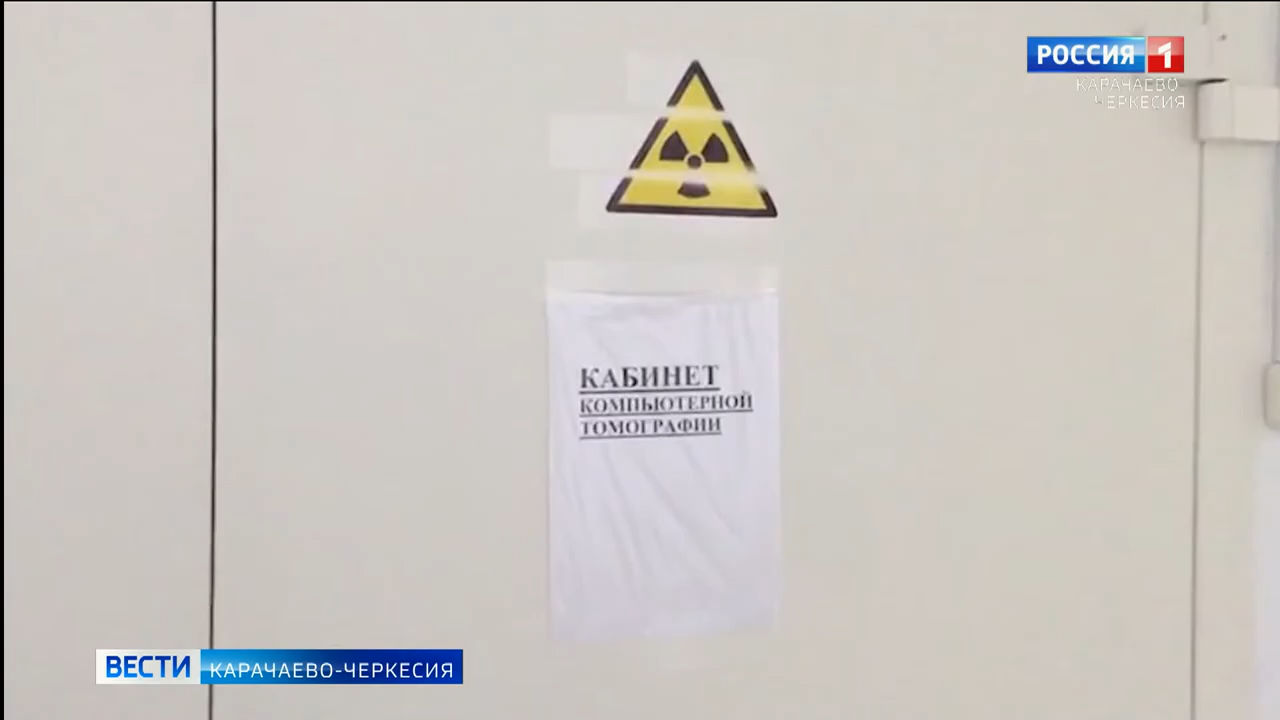 РОССИЯ 1
КАРАЧАЕВО
ЧЕРКЕСИЯ
КАБИНЕТ
КОМПЬЮТЕРНОЙ
ТОМОГРАФИИ
ВЕСТИ КАРАЧАЕВО-ЧЕРКЕСИЯ